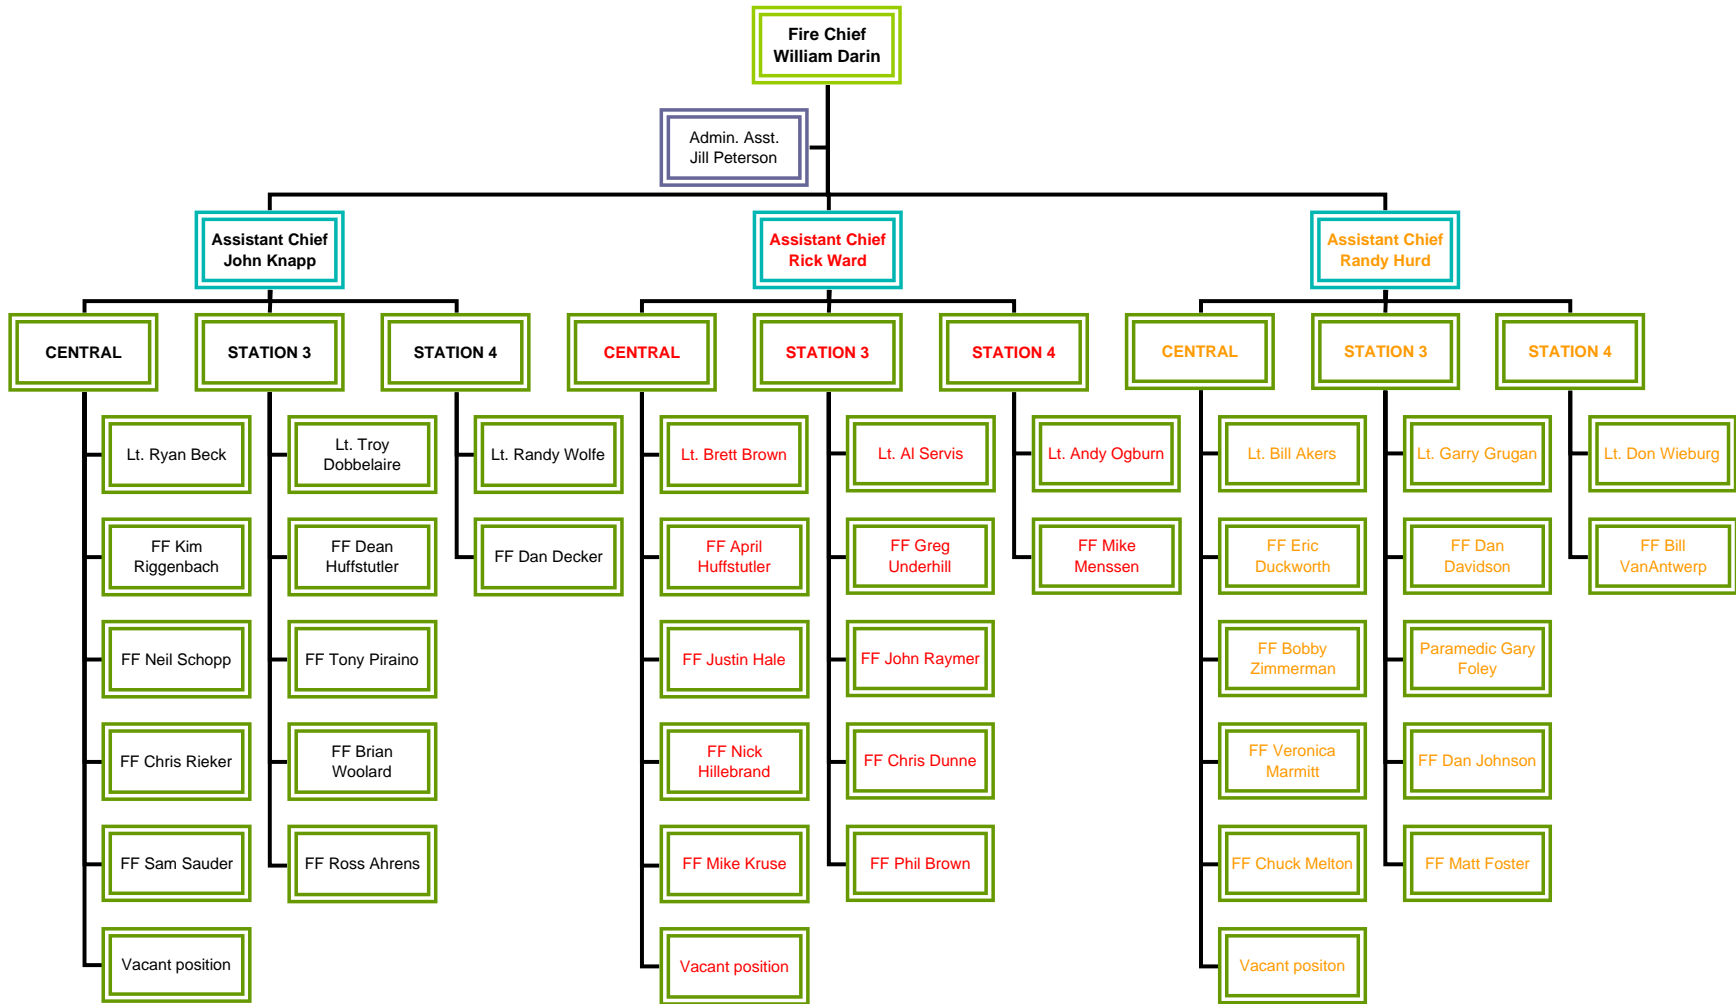 Fire Chief
William Darin
Admin. Asst.
Jill Peterson
Assistant Chief
John Knapp
Assistant Chief
Rick Ward
Assistant Chief
Randy Hurd
CENTRAL
STATION 3
STATION 4
CENTRAL
STATION 3
STATION 4
CENTRAL
STATION 3
STATION 4
Lt. Ryan Beck
Lt. Troy
Dobbelaire
Lt. Randy Wolfe
Lt. Brett Brown
Lt. Al Servis
Lt. Andy Ogburn
Lt. Bill Akers
Lt. Garry Grugan
Lt. Don Wieburg
FF Kim
Riggenbach
FF Dean
Huffstutler
FF Dan Decker
FF April
Huffstutler
FF Greg
Underhill
FF Mike
Menssen
FF Eric
Duckworth
FF Dan
Davidson
FF Bill
VanAntwerp
FF Neil Schopp
FF Tony Piraino
FF Justin Hale
FF John Raymer
FF Bobby
Zimmerman
Paramedic Gary
Foley
FF Chris Rieker
FF Brian
Woolard
FF Nick
Hillebrand
FF Chris Dunne
FF Veronica
Marmitt
FF Dan Johnson
FF Sam Sauder
FF Ross Ahrens
FF Mike Kruse
FF Phil Brown
FF Chuck Melton
FF Matt Foster
Vacant position
Vacant position
Vacant positon